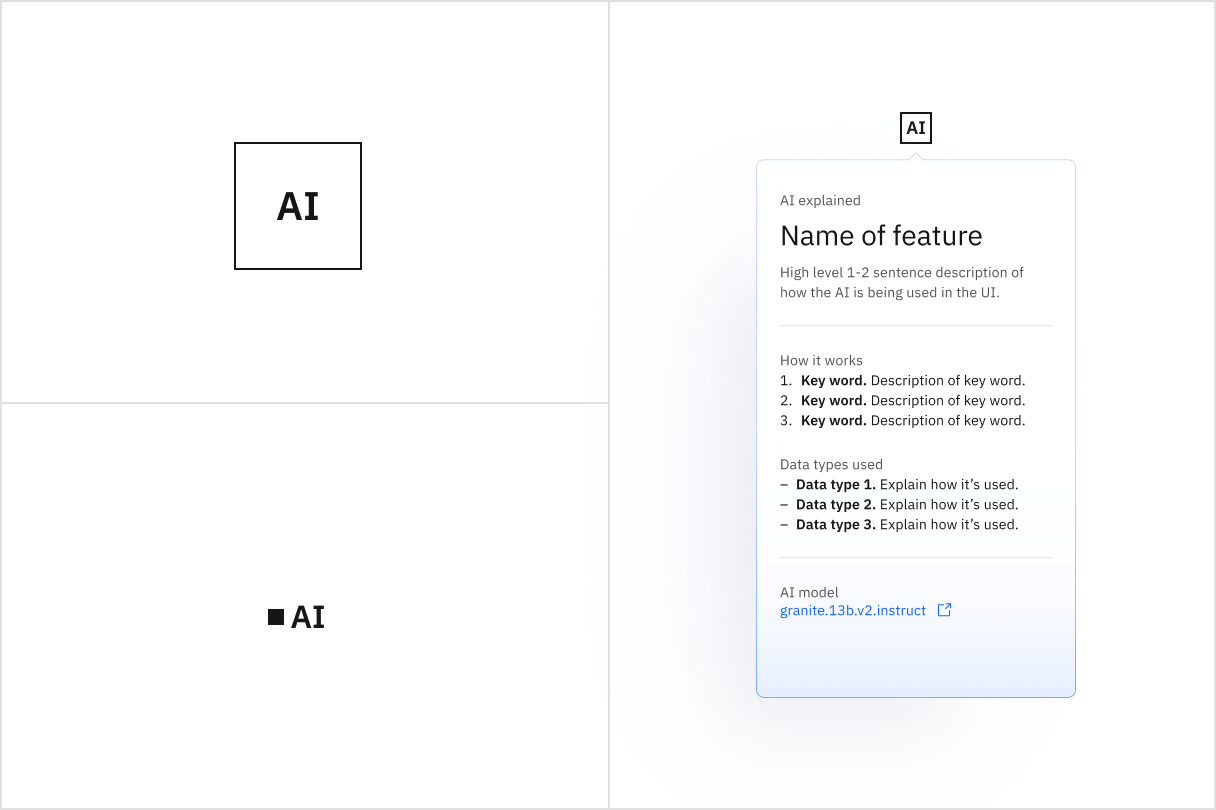 AI
AI
AI
AI explained
Name of feature
High level 1-2 sentence description of
how the AI is being used in the UI.
How it works
1. Key word. Description of key word.
2. Key word. Description of key word.
3. Key word. Description of key word.
Data types used
– Data type 1. Explain how it’s used.
– Data type 2. Explain how it’s used.
– Data type 3. Explain how it’s used.
AI model
granite.13b.v2.instruct